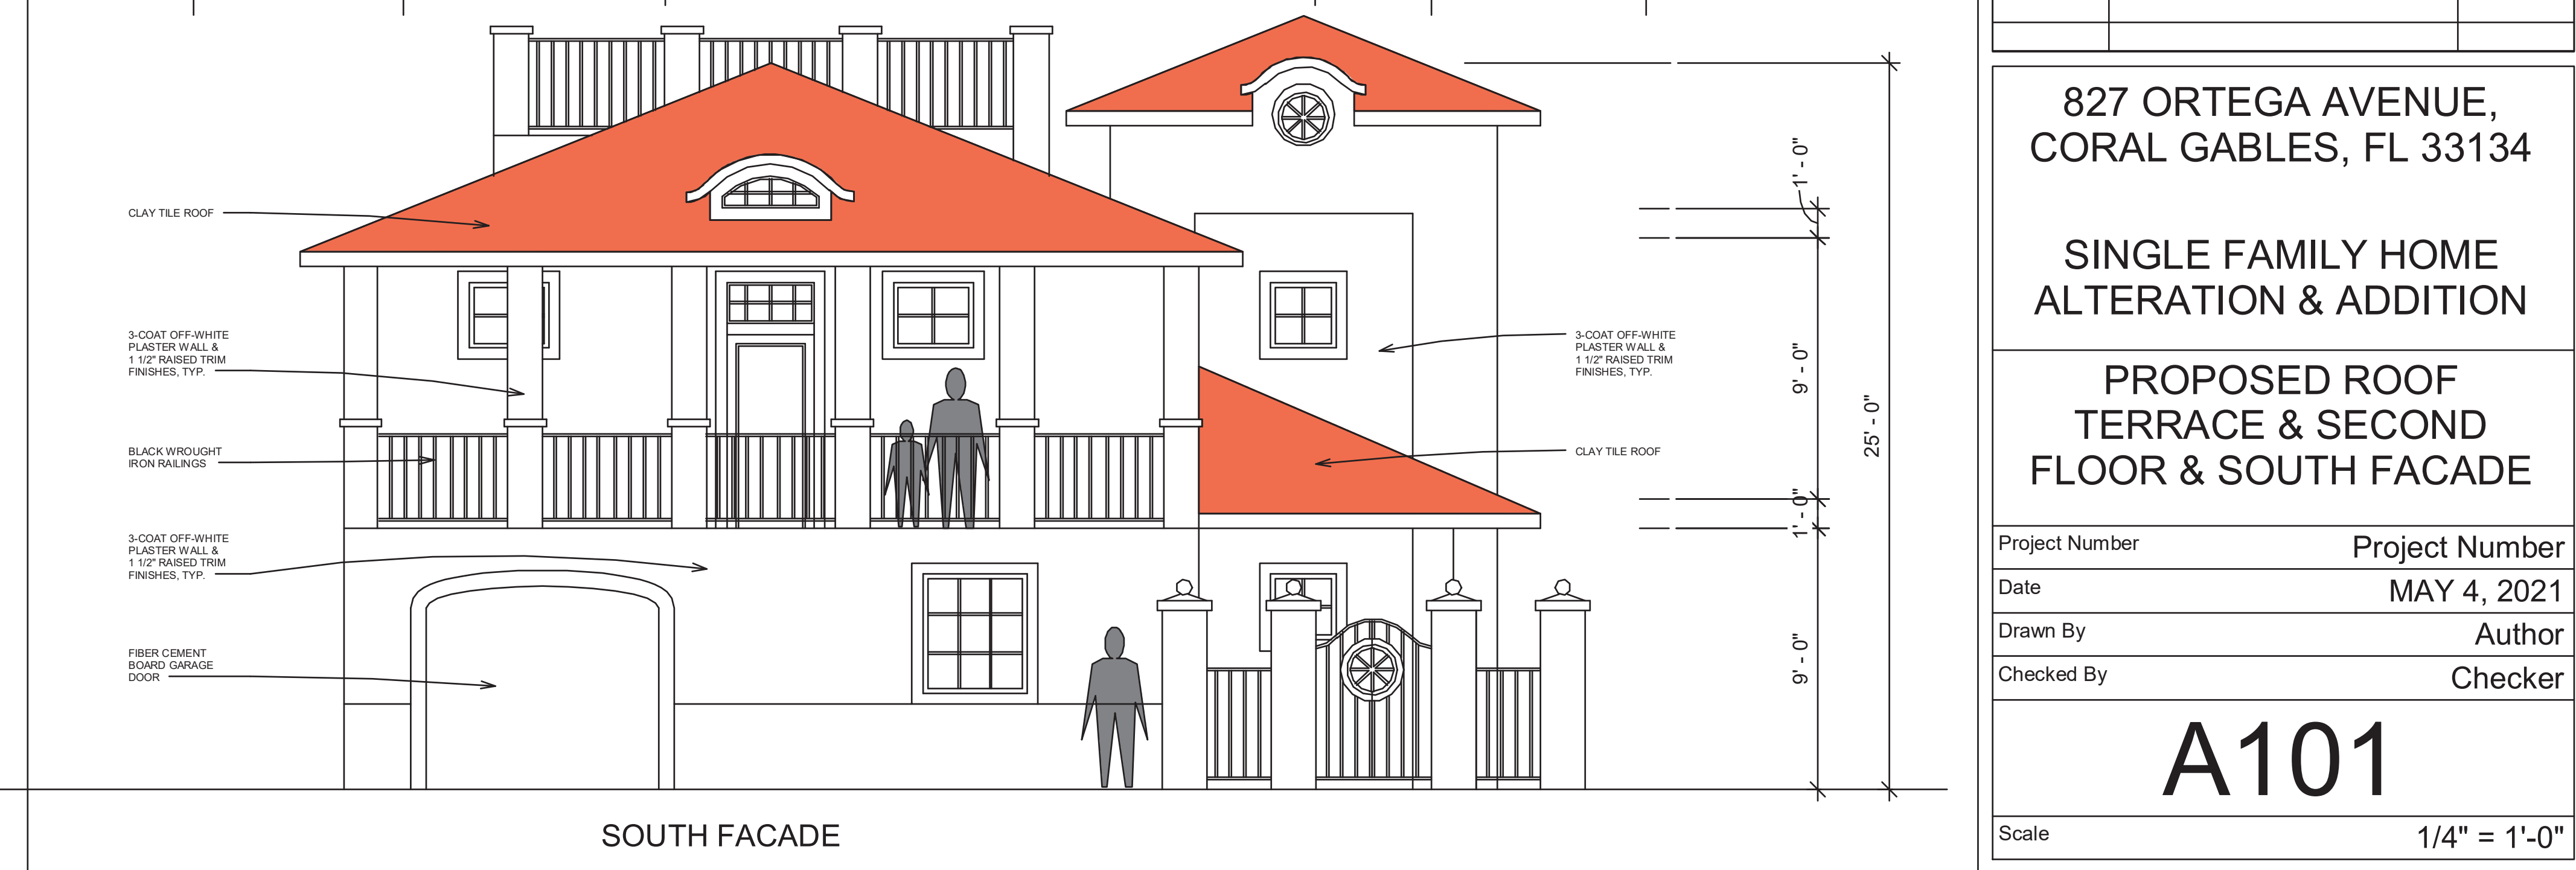 CLAY TILE ROOF
3-COAT OFF-WHITE
PLASTER WALL &
1 1/2" RAISED TRIM
FINISHES, TYP.
BLACK WROUGHT
IRON RAILINGS
3-COAT OFF-WHITE
PLASTER WALL &
1 1/2" RAISED TRIM
FINISHES, TYP.
FIBER CEMENT
BOARD GARAGE
DOOR
3-COAT OFF-WHITE
PLASTER WALL &
1 1/2" RAISED TRIM
FINISHES, TYP.
CLAY TILE ROOF
1' - 0"
9' - 0"
1' - 0"
9' - 0"
25' - 0"
SOUTH FACADE
827 ORTEGA AVENUE,
CORAL GABLES, FL 33134
SINGLE FAMILY HOME
ALTERATION & ADDITION
PROPOSED ROOF
TERRACE & SECOND
FLOOR & SOUTH FACADE
Project Number Project Number
Date MAY 4, 2021
Drawn By Author
Checked By Checker
A101
Scale 1/4" = 1'-0"